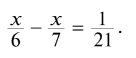 x/6 − x/7 = 1/21.